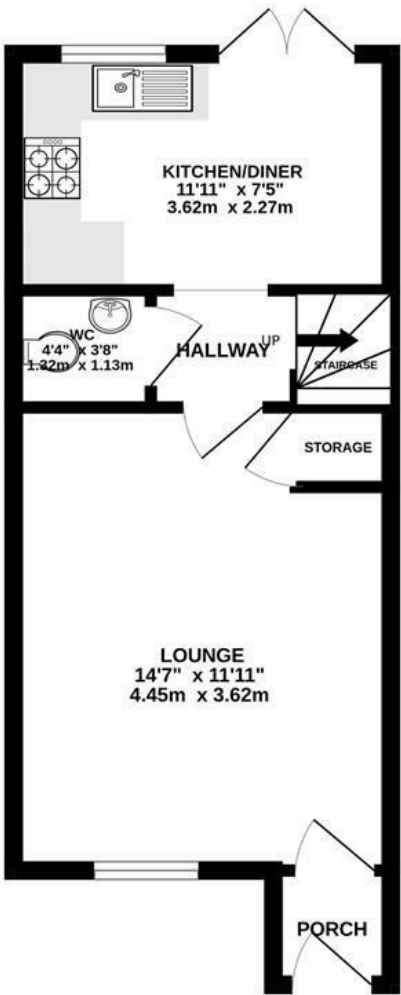 KITCHEN/DINER
11'11" x 7'5"
3.62m x 2.27m
WC
4'4" x 3'8"
1.32m x 1.13m
HALLWAY
UP
STAIRCASE
STORAGE
LOUNGE
14'7" x 11'11"
4.45m x 3.62m
PORCH